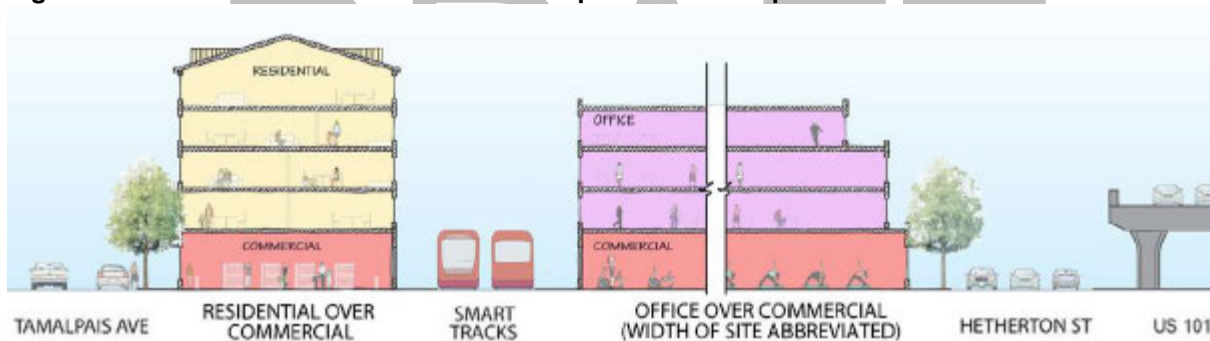 RESIDENTIAL
OFFICE
COMMERCIAL
COMMERCIAL
TAMALPAIS AVE
RESIDENTIAL OVER
COMMERCIAL
SMART
TRACKS
OFFICE OVER COMMERCIAL
(WIDTH OF SITE ABBREVIATED)
HETHERTON ST
US 101